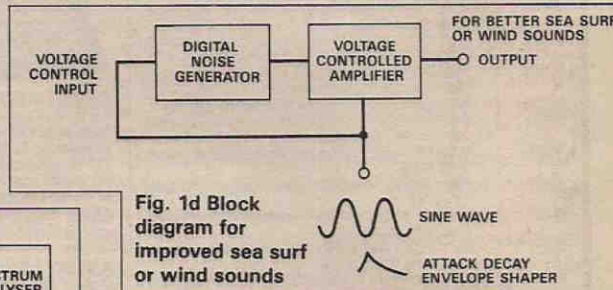 FOR BETTER SEA SURF
OR WIND SOUNDS
OUTPUT
VOLTAGE
CONTROL
INPUT
DIGITAL
NOISE
GENERATOR
VOLTAGE
CONTROLLED
AMPLIFIER
Fig. 1d Block
diagram for
improved sea surf
or wind sounds
SINE WAVE
ATTACK DECAY
ENVELOPE SHAPER